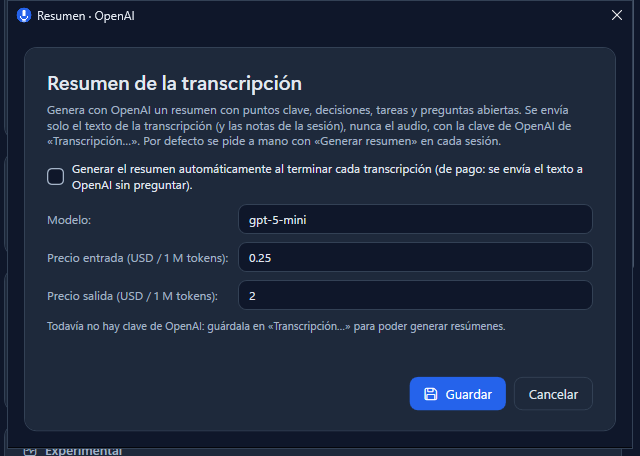 Resumen · OpenAI
Resumen de la transcripción
Genera con OpenAI un resumen con puntos clave, decisiones, tareas y preguntas abiertas. Se envía
solo el texto de la transcripción (y las notas de la sesión), nunca el audio, con la clave de OpenAI de
«Transcripción...». Por defecto se pide a mano con «Generar resumen» en cada sesión.
Generar el resumen automáticamente al terminar cada transcripción (de pago: se envía el texto a
OpenAI sin preguntar).
Modelo:
gpt-5-mini
Precio entrada (USD / 1 M tokens):
0.25
Precio salida (USD / 1 M tokens):
2
Todavía no hay clave de OpenAI: guárdala en «Transcripción...» para poder generar resúmenes.
Guardar
Cancelar
Experimental